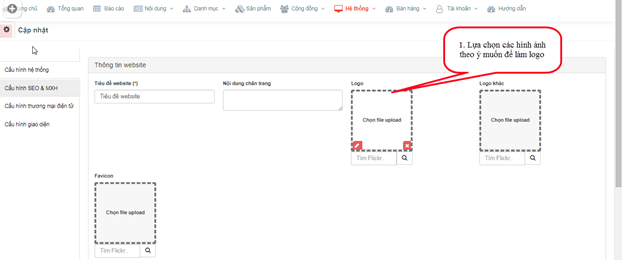 ng chủ Tổng quan Báo cáo Nội dung Danh mục Sản phẩm Cộng đồng Hệ thống Bán hàng Tài khoản Hướng dẫn
Cập nhật
1. Lựa chọn các hình ảnh
theo ý muốn để làm logo
Cấu hình hệ thống
Cấu hình SEO & MXH
Cấu hình thương mại điện tử
Cấu hình giao diện
Thông tin website
Tiêu đề website (*) Nội dung chân trang Logo Logo khác
Tiêu đề website
Chọn file upload Chọn file upload
Tìm Flickr.. Tìm Flickr..
Favicon
Chọn file upload
Tìm Flickr..